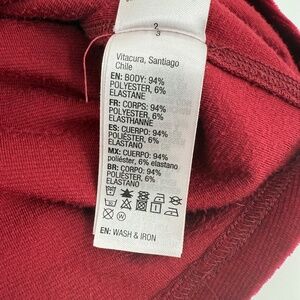 2
3
Vitacura, Santiago
Chile
EN: BODY: 94%
POLYESTER, 6%
ELASTANE
FR: CORPS: 94%
POLYESTER, 6%
ELASTHANNE
ES: CUERPO: 94%
POLIÉSTER, 6%
ELASTANO
MX: CUERPO: 94%
poliéster, 6% elastano
BR: CORPO: 94%
POLIÉSTER, 6%
ELASTANO
W
EN: WASH & IRON